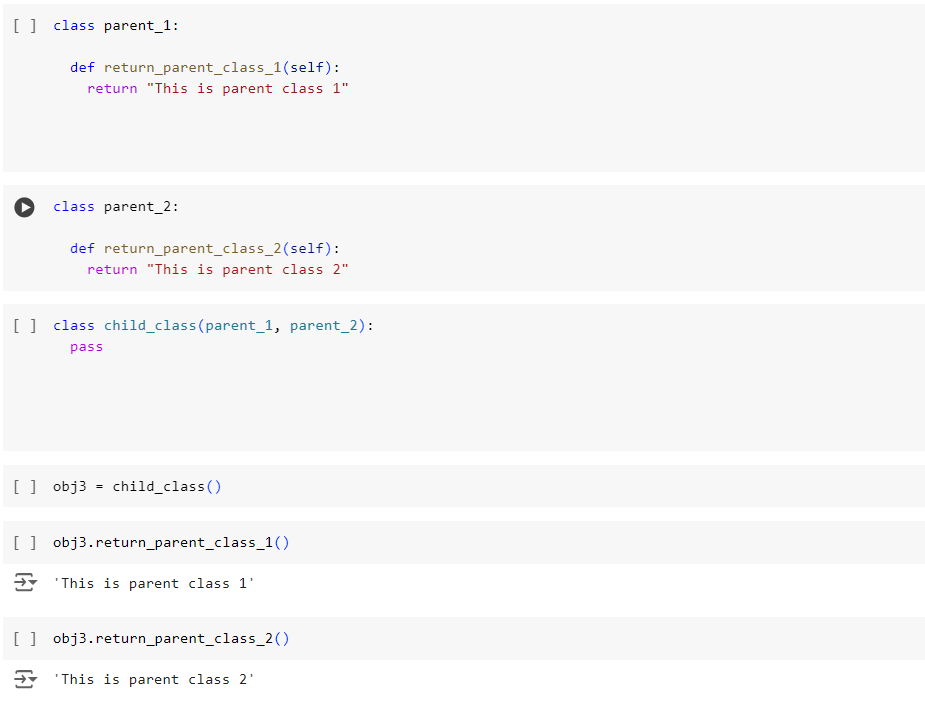 [ ] class parent_1:
def return_parent_class_1(self):
return "This is parent class 1"
class parent_2:
def return_parent_class_2(self):
return "This is parent class 2"
[ ] class child_class(parent_1, parent_2):
pass
[ ] obj3 = child_class()
[ ] obj3.return_parent_class_1()
'This is parent class 1'
[ ] obj3.return_parent_class_2()
'This is parent class 2'